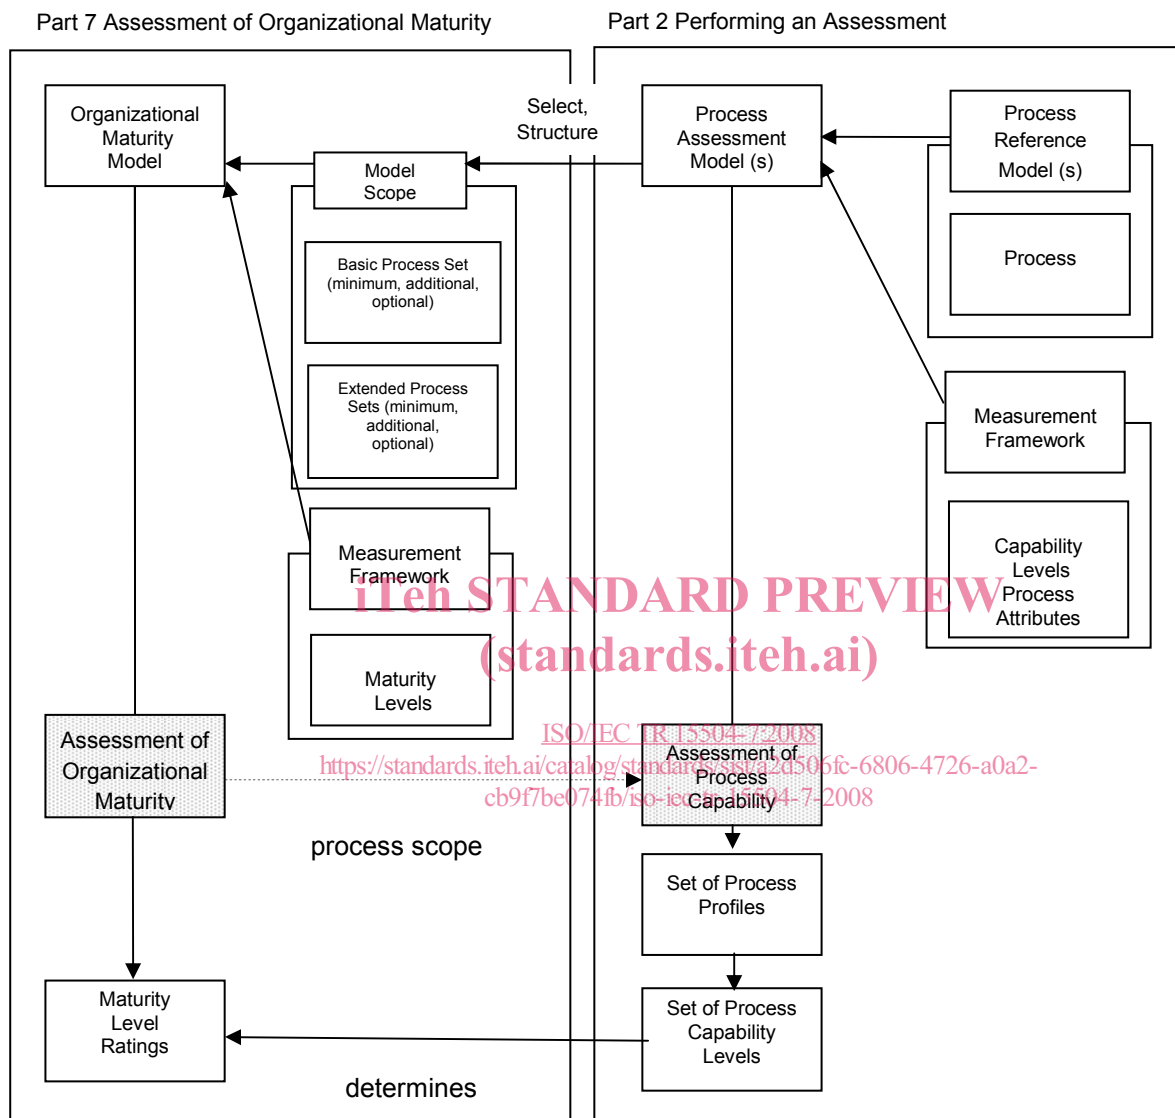 Part 7 Assessment of Organizational Maturity
Part 2 Performing an Assessment
Organizational
Maturity
Model
Select,
Structure
Model
Scope
Basic Process Set
(minimum, additional,
optional)
Extended Process
Sets (minimum,
additional,
optional)
Measurement
Framework
Maturity
Levels
Assessment of
Organizational
Maturity
process scope
Maturity
Level
Ratings
determines
Process
Assessment
Model (s)
Process
Reference
Model (s)
Process
Measurement
Framework
Capability
Levels
Process
Attributes
iTeh STANDARD PREVIEW
(standards.iteh.ai)
ISO/IEC TR 15504-7:2008
https://standards.iteh.ai/catalog/standards/sist/a2d506fc-6806-4726-a0a2-
cb9f7be074fb/iso-iec-tr-15504-7-2008
Assessment of
Process
Capability
Set of Process
Profiles
Set of Process
Capability
Levels